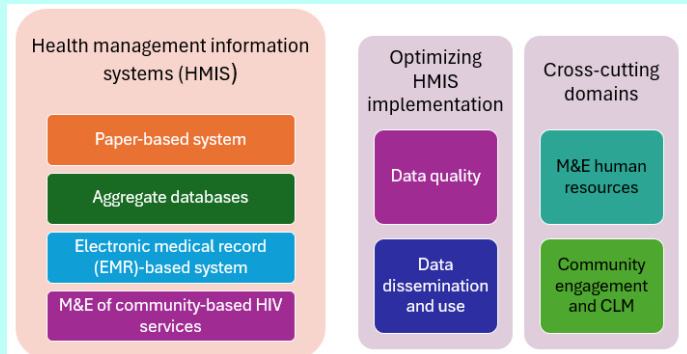 Health management information
systems (HMIS)
Paper-based system
Aggregate databases
Electronic medical record
(EMR)-based system
M&E of community-based HIV
services
Optimizing
HMIS
implementation
Data quality
Data
dissemination
and use
Cross-cutting
domains
M&E human
resources
Community
engagement
and CLM